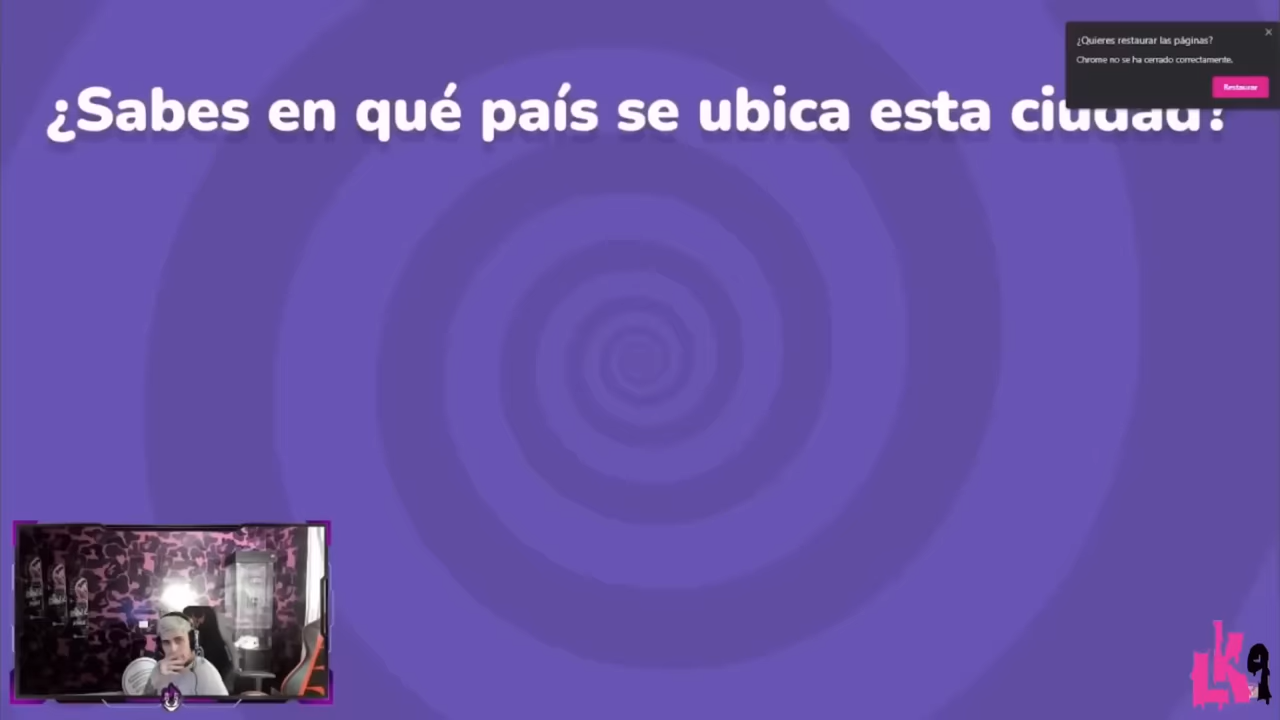 ¿Quieres restaurar las páginas?
Chrome no se ha cerrado correctamente.
Restaurar
¿Sabes en qué país se ubica esta ciudad?
LK